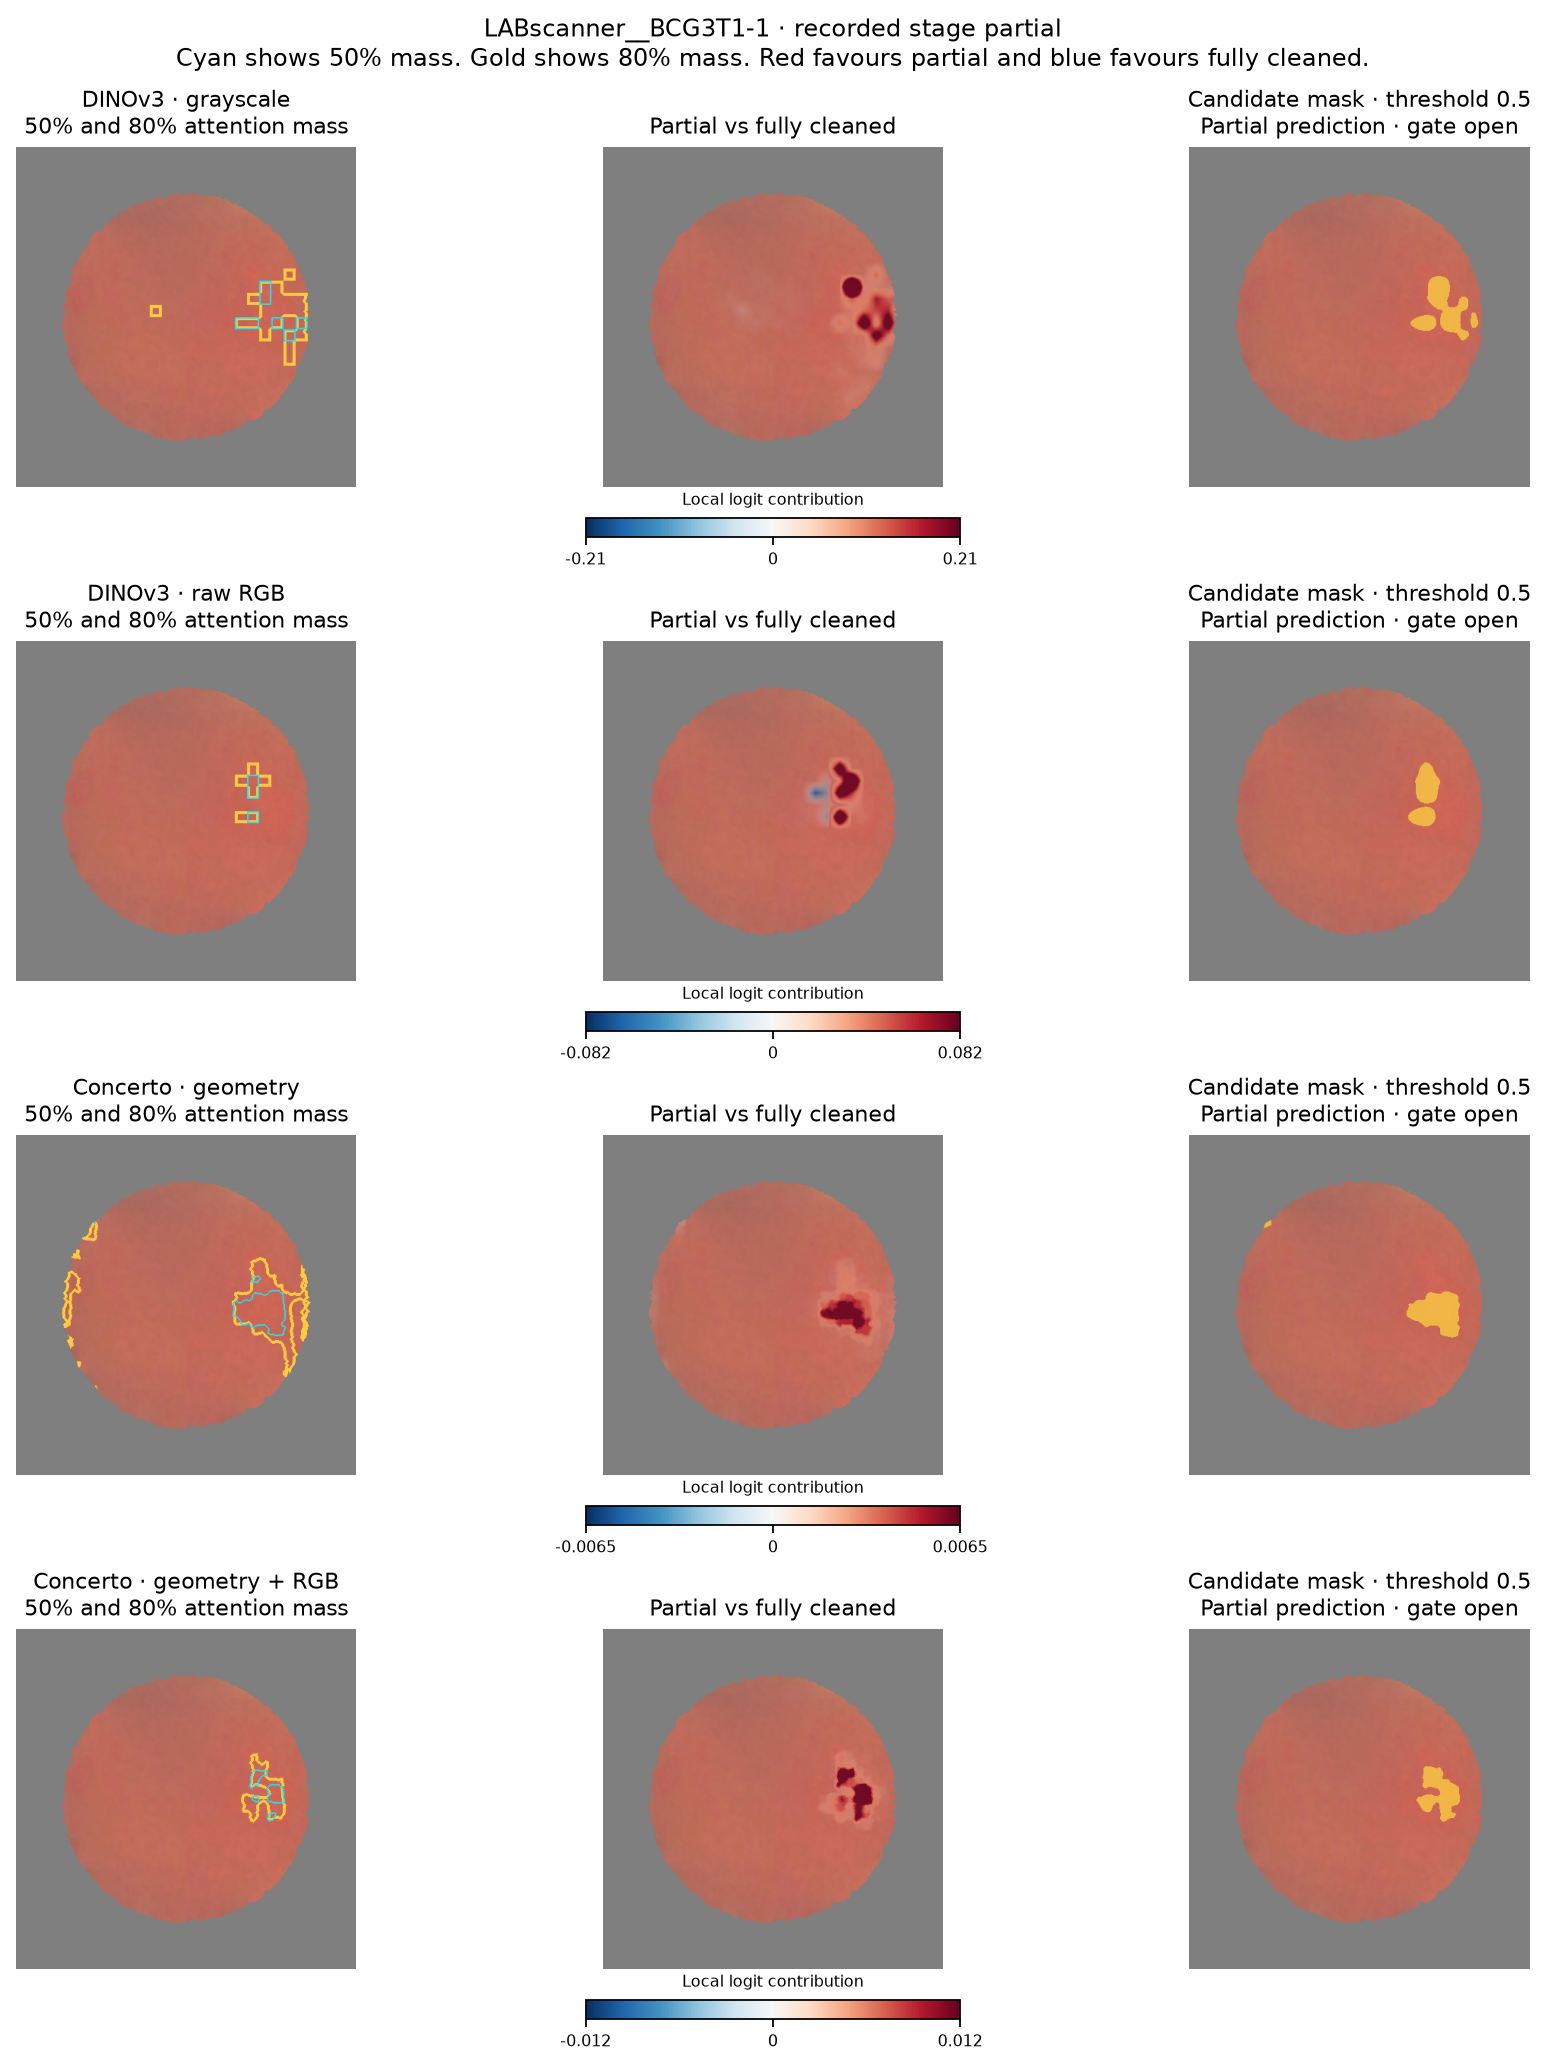 LABscanner__BCG3T1-1 · recorded stage partial
Cyan shows 50% mass. Gold shows 80% mass. Red favours partial and blue favours fully cleaned.
DINOv3 · grayscale
50% and 80% attention mass
Partial vs fully cleaned
Candidate mask · threshold 0.5
Partial prediction · gate open
Local logit contribution
-0.21 0 0.21
DINOv3 · raw RGB
50% and 80% attention mass
Partial vs fully cleaned
Candidate mask · threshold 0.5
Partial prediction · gate open
Local logit contribution
-0.082 0 0.082
Concerto · geometry
50% and 80% attention mass
Partial vs fully cleaned
Candidate mask · threshold 0.5
Partial prediction · gate open
Local logit contribution
-0.0065 0 0.0065
Concerto · geometry + RGB
50% and 80% attention mass
Partial vs fully cleaned
Candidate mask · threshold 0.5
Partial prediction · gate open
Local logit contribution
-0.012 0 0.012